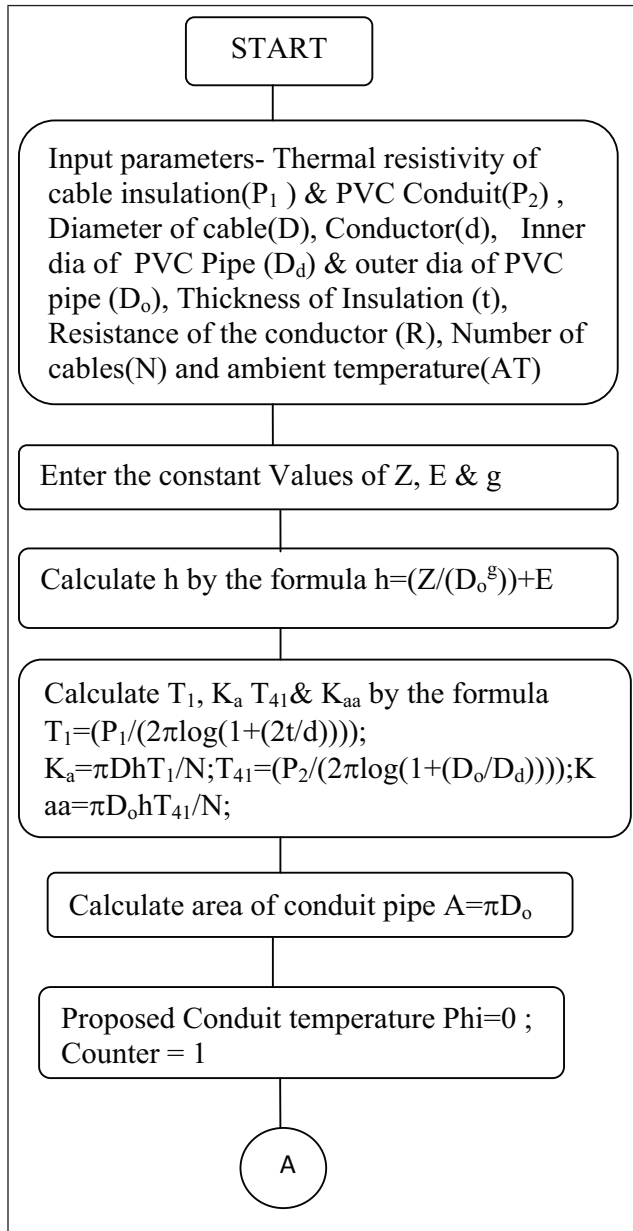 START
Input parameters- Thermal resistivity of
cable insulation(P₁ ) & PVC Conduit(P₂) ,
Diameter of cable(D), Conductor(d), Inner
dia of PVC Pipe (D_d) & outer dia of PVC
pipe (Dₒ), Thickness of Insulation (t),
Resistance of the conductor (R), Number of
cables(N) and ambient temperature(AT)
Enter the constant Values of Z, E & g
Calculate h by the formula h=(Z/(Dₒᵍ))+E
Calculate T₁, Kₐ T₄₁& Kₐₐ by the formula
T₁=(P₁/(2πlog(1+(2t/d))));
Kₐ=πDhT₁/N;T₄₁=(P₂/(2πlog(1+(Dₒ/D_d))));K
aa=πDₒhT₄₁/N;
Calculate area of conduit pipe A=πDₒ
Proposed Conduit temperature Phi=0 ;
Counter = 1
A